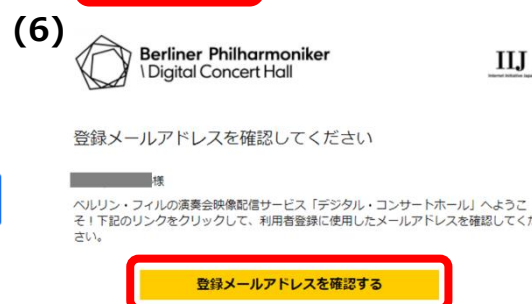 (6)
Berliner Philharmoniker
\ Digital Concert Hall
IIJ
登録メールアドレスを確認してください
様
ベルリン・フィルの演奏会映像配信サービス「デジタル・コンサートホール」へようこ
そ！下記のリンクをクリックして、利用者登録に使用したメールアドレスを確認してくだ
さい。
登録メールアドレスを確認する